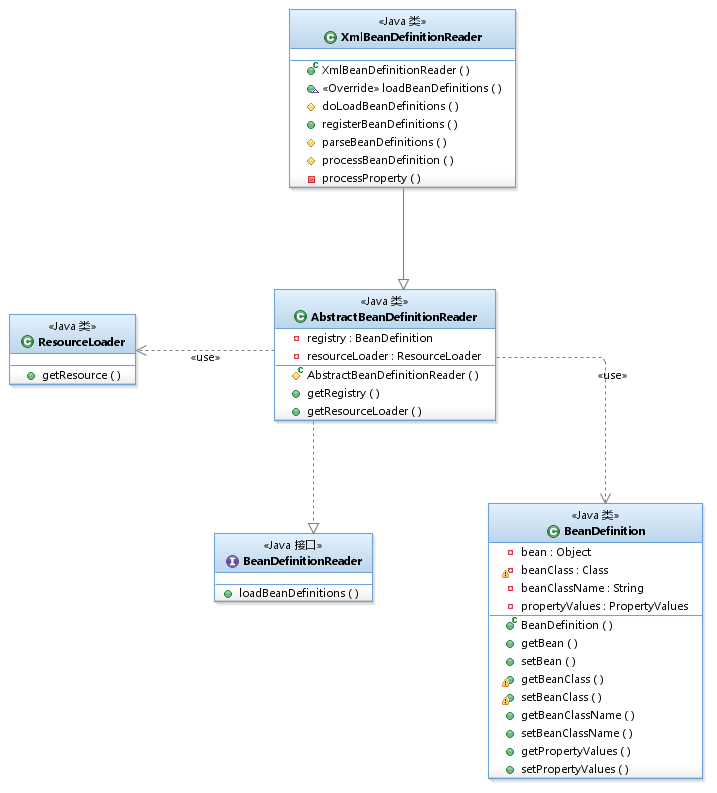 «Java 类»
XmlBeanDefinitionReader
XmlBeanDefinitionReader ( )
«Override» loadBeanDefinitions ( )
doLoadBeanDefinitions ( )
registerBeanDefinitions ( )
parseBeanDefinitions ( )
processBeanDefinition ( )
processProperty ( )
«Java 类»
AbstractBeanDefinitionReader
registry : BeanDefinition
resourceLoader : ResourceLoader
AbstractBeanDefinitionReader ( )
getRegistry ( )
getResourceLoader ( )
«Java 类»
ResourceLoader
getResource ( )
«use»
«use»
«Java 接口»
BeanDefinitionReader
loadBeanDefinitions ( )
«Java 类»
BeanDefinition
bean : Object
beanClass : Class
beanClassName : String
propertyValues : PropertyValues
BeanDefinition ( )
getBean ( )
setBean ( )
getBeanClass ( )
setBeanClass ( )
getBeanClassName ( )
setBeanClassName ( )
getPropertyValues ( )
setPropertyValues ( )